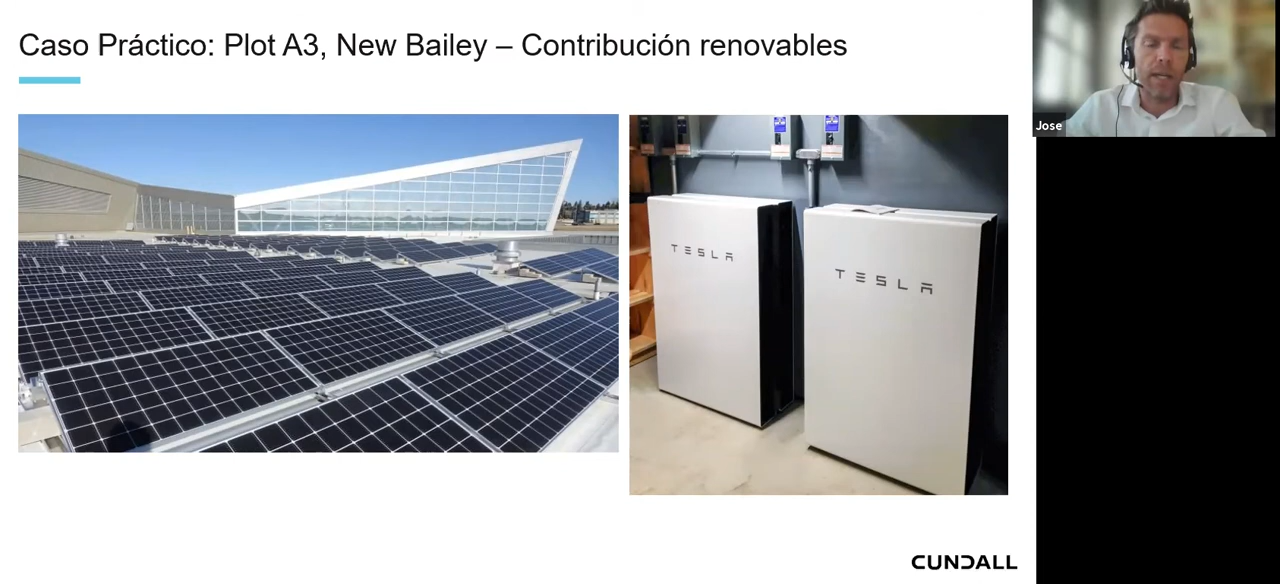 Caso Práctico: Plot A3, New Bailey – Contribución renovables
Jose
TESLA
TESLA
CUNDALL